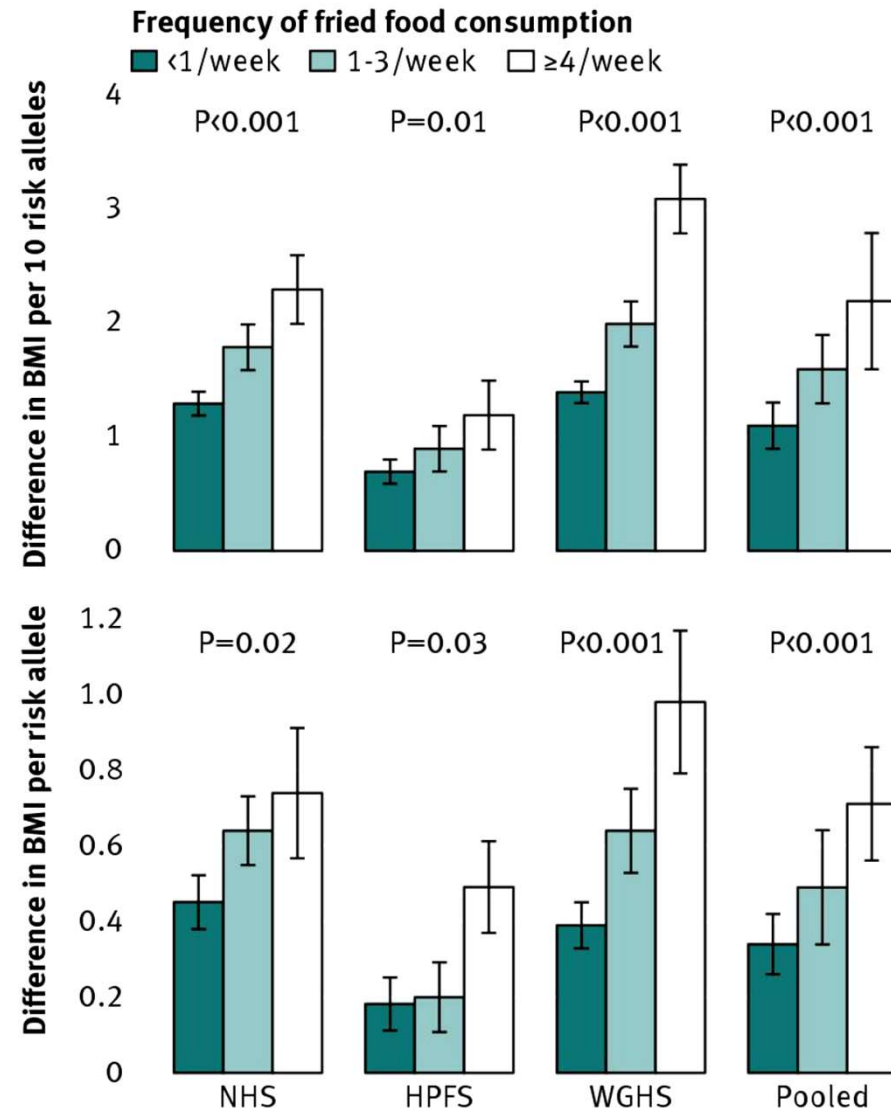 Frequency of fried food consumption
<1/week 1-3/week ≥4/week
Difference in BMI per 10 risk alleles
4
3
2
1
0
P<0.001 P=0.01 P<0.001 P<0.001
Difference in BMI per risk allele
1.2
1.0
0.8
0.6
0.4
0.2
0
P=0.02 P=0.03 P<0.001 P<0.001
NHS HPFS WGHS Pooled